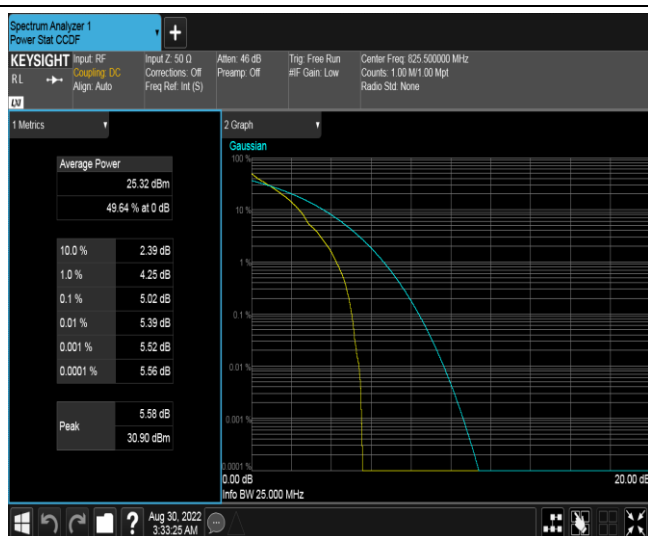 Spectrum Analyzer 1
Power Stat CCDF
+
KEYSIGHT
RL
LXI
Input: RF
Coupling: DC
Align: Auto
Input Z: 50 Ω
Corrections: Off
Freq Ref: Int (S)
Atten: 46 dB
Preamp: Off
Trig: Free Run
#IF Gain: Low
Center Freq: 825.500000 MHz
Counts: 1.00 M/1.00 Mpt
Radio Std: None
1 Metrics
Average Power
25.32 dBm
49.64 % at 0 dB
10.0 % 2.39 dB
1.0 % 4.25 dB
0.1 % 5.02 dB
0.01 % 5.39 dB
0.001 % 5.52 dB
0.0001 % 5.56 dB
Peak 5.58 dB
30.90 dBm
2 Graph
Gaussian
100 %
10 %
1 %
0.1 %
0.01 %
0.001 %
0.0001 %
0.00 dB 20.00 dB
Info BW 25.000 MHz
? Aug 30, 2022
3:33:25 AM